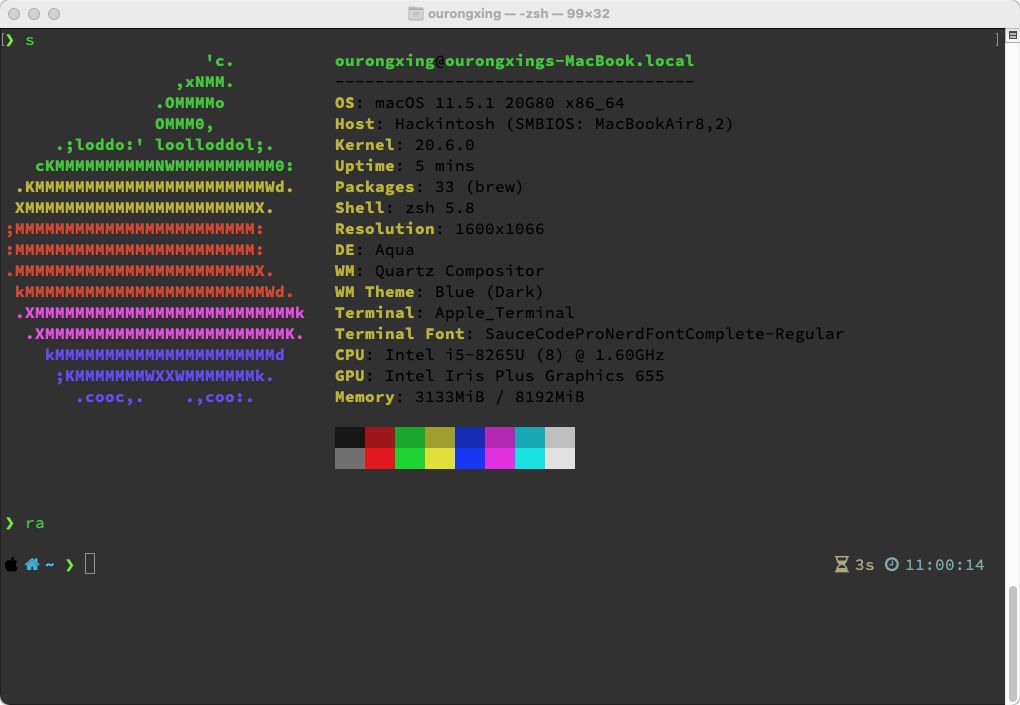 ourongxing — -zsh — 99×32
[❯ s ]
'c. ourongxing@ourongxings-MacBook.local
,xNMM. ------------------------------------
.OMMMMo OS: macOS 11.5.1 20G80 x86_64
OMMM0, Host: Hackintosh (SMBIOS: MacBookAir8,2)
.;loddo:' loolloddol;. Kernel: 20.6.0
cKMMMMMMMMMMNWMMMMMMMMMM0: Uptime: 5 mins
.KMMMMMMMMMMMMMMMMMMMMMMMWd. Packages: 33 (brew)
XMMMMMMMMMMMMMMMMMMMMMMMX. Shell: zsh 5.8
;MMMMMMMMMMMMMMMMMMMMMMMM: Resolution: 1600x1066
:MMMMMMMMMMMMMMMMMMMMMMMM: DE: Aqua
.MMMMMMMMMMMMMMMMMMMMMMMMX. WM: Quartz Compositor
kMMMMMMMMMMMMMMMMMMMMMMMMWd. WM Theme: Blue (Dark)
.XMMMMMMMMMMMMMMMMMMMMMMMMMMk Terminal: Apple_Terminal
.XMMMMMMMMMMMMMMMMMMMMMMMMK. Terminal Font: SauceCodeProNerdFontComplete-Regular
kMMMMMMMMMMMMMMMMMMMMMMd CPU: Intel i5-8265U (8) @ 1.60GHz
;KMMMMMMMWXXWMMMMMMMk. GPU: Intel Iris Plus Graphics 655
.cooc,. .,coo:. Memory: 3133MiB / 8192MiB
❯ ra
~ ❯ 3s 11:00:14